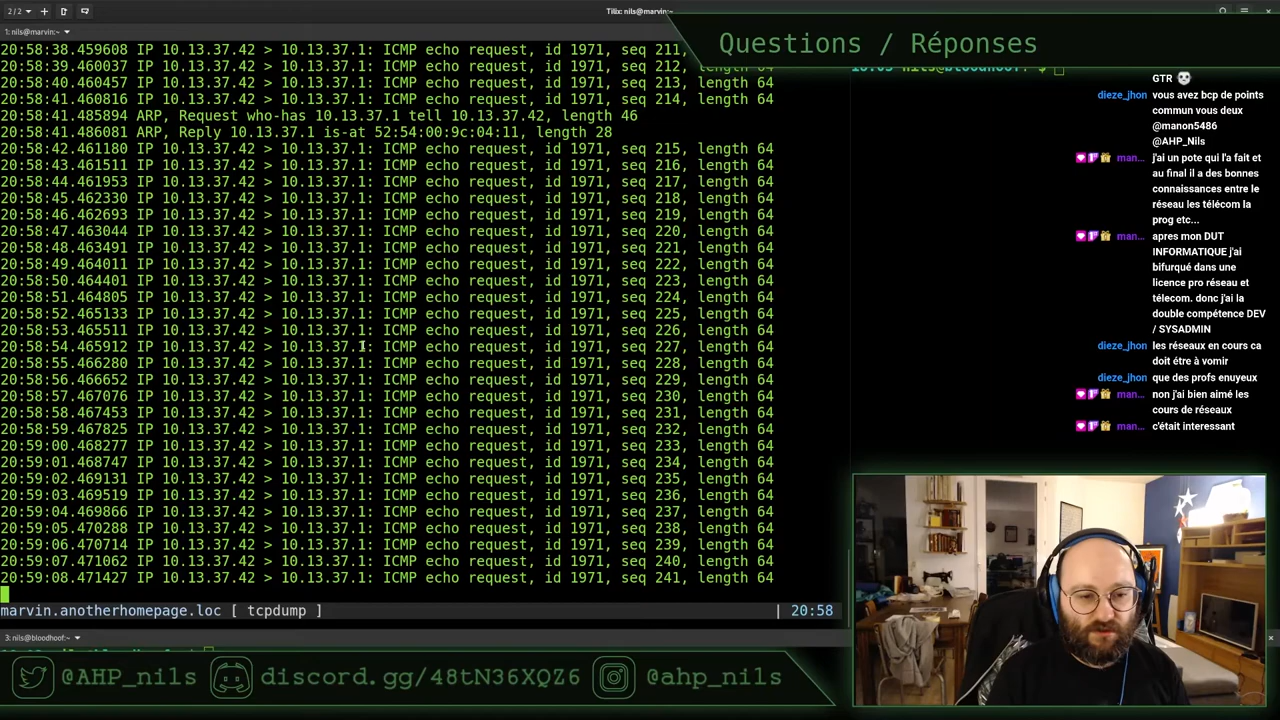 2 / 2
Tilix: nils@marvin:~
1: nils@marvin:~
20:58:38.459608 IP 10.13.37.42 > 10.13.37.1: ICMP echo request, id 1971, seq 211,
20:58:39.460037 IP 10.13.37.42 > 10.13.37.1: ICMP echo request, id 1971, seq 212, length 64
20:58:40.460457 IP 10.13.37.42 > 10.13.37.1: ICMP echo request, id 1971, seq 213, length 64
20:58:41.460816 IP 10.13.37.42 > 10.13.37.1: ICMP echo request, id 1971, seq 214, length 64
20:58:41.485894 ARP, Request who-has 10.13.37.1 tell 10.13.37.42, length 46
20:58:41.486081 ARP, Reply 10.13.37.1 is-at 52:54:00:9c:04:11, length 28
20:58:42.461180 IP 10.13.37.42 > 10.13.37.1: ICMP echo request, id 1971, seq 215, length 64
20:58:43.461511 IP 10.13.37.42 > 10.13.37.1: ICMP echo request, id 1971, seq 216, length 64
20:58:44.461953 IP 10.13.37.42 > 10.13.37.1: ICMP echo request, id 1971, seq 217, length 64
20:58:45.462330 IP 10.13.37.42 > 10.13.37.1: ICMP echo request, id 1971, seq 218, length 64
20:58:46.462693 IP 10.13.37.42 > 10.13.37.1: ICMP echo request, id 1971, seq 219, length 64
20:58:47.463044 IP 10.13.37.42 > 10.13.37.1: ICMP echo request, id 1971, seq 220, length 64
20:58:48.463491 IP 10.13.37.42 > 10.13.37.1: ICMP echo request, id 1971, seq 221, length 64
20:58:49.464011 IP 10.13.37.42 > 10.13.37.1: ICMP echo request, id 1971, seq 222, length 64
20:58:50.464401 IP 10.13.37.42 > 10.13.37.1: ICMP echo request, id 1971, seq 223, length 64
20:58:51.464805 IP 10.13.37.42 > 10.13.37.1: ICMP echo request, id 1971, seq 224, length 64
20:58:52.465133 IP 10.13.37.42 > 10.13.37.1: ICMP echo request, id 1971, seq 225, length 64
20:58:53.465511 IP 10.13.37.42 > 10.13.37.1: ICMP echo request, id 1971, seq 226, length 64
20:58:54.465912 IP 10.13.37.42 > 10.13.37.1: ICMP echo request, id 1971, seq 227, length 64
20:58:55.466280 IP 10.13.37.42 > 10.13.37.1: ICMP echo request, id 1971, seq 228, length 64
20:58:56.466652 IP 10.13.37.42 > 10.13.37.1: ICMP echo request, id 1971, seq 229, length 64
20:58:57.467076 IP 10.13.37.42 > 10.13.37.1: ICMP echo request, id 1971, seq 230, length 64
20:58:58.467453 IP 10.13.37.42 > 10.13.37.1: ICMP echo request, id 1971, seq 231, length 64
20:58:59.467825 IP 10.13.37.42 > 10.13.37.1: ICMP echo request, id 1971, seq 232, length 64
20:59:00.468277 IP 10.13.37.42 > 10.13.37.1: ICMP echo request, id 1971, seq 233, length 64
20:59:01.468747 IP 10.13.37.42 > 10.13.37.1: ICMP echo request, id 1971, seq 234, length 64
20:59:02.469131 IP 10.13.37.42 > 10.13.37.1: ICMP echo request, id 1971, seq 235, length 64
20:59:03.469519 IP 10.13.37.42 > 10.13.37.1: ICMP echo request, id 1971, seq 236, length 64
20:59:04.469866 IP 10.13.37.42 > 10.13.37.1: ICMP echo request, id 1971, seq 237, length 64
20:59:05.470288 IP 10.13.37.42 > 10.13.37.1: ICMP echo request, id 1971, seq 238, length 64
20:59:06.470714 IP 10.13.37.42 > 10.13.37.1: ICMP echo request, id 1971, seq 239, length 64
20:59:07.471062 IP 10.13.37.42 > 10.13.37.1: ICMP echo request, id 1971, seq 240, length 64
20:59:08.471427 IP 10.13.37.42 > 10.13.37.1: ICMP echo request, id 1971, seq 241, length 64
marvin.anotherhomepage.loc [ tcpdump ] | 20:58
3: nils@bloodhoof:~
Questions / Réponses
GTR 💀
dieze_jhon vous avez bcp de points
commun vous deux
@manon5486
@AHP_Nils
man... j'ai un pote qui l'a fait et
au final il a des bonnes
connaissances entre le
réseau les télécom la
prog etc...
man... apres mon DUT
INFORMATIQUE j'ai
bifurqué dans une
licence pro réseau et
télecom. donc j'ai la
double compétence DEV
/ SYSADMIN
dieze_jhon les réseaux en cours ca
doit étre à vomir
dieze_jhon que des profs enuyeux
man... non j'ai bien aimé les
cours de réseaux
man... c'était interessant
@AHP_nils
discord.gg/48tN36XQZ6
@ahp_nils